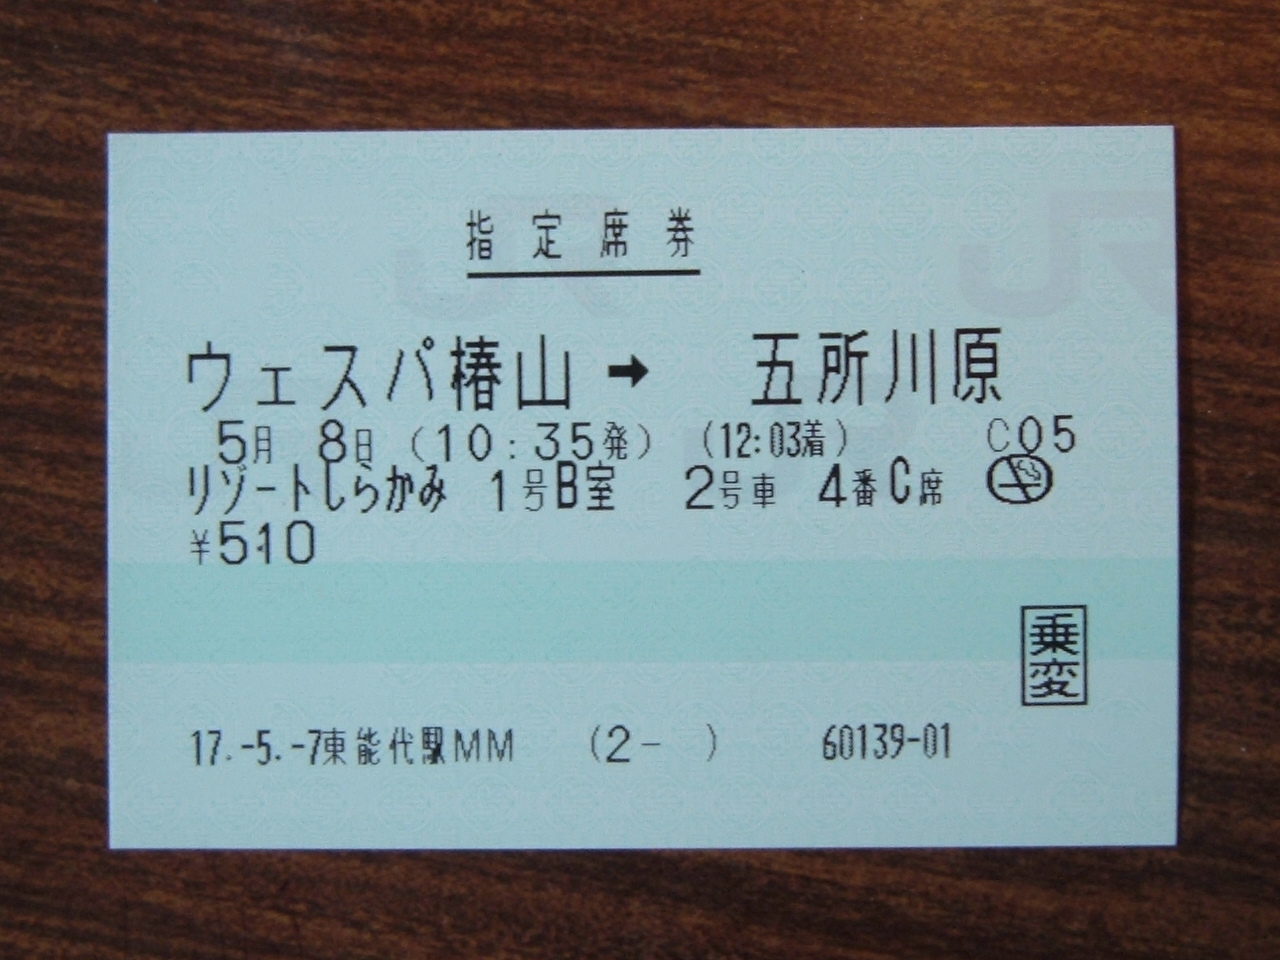 指定席券
ウェスパ椿山 ➡ 五所川原
5月 8日 (10:35発) (12:03着) C05
リゾートしらかみ 1号B室 2号車 4番C席
¥510
乗変
17.-5.-7東能代駅MM (2- ) 60139-01